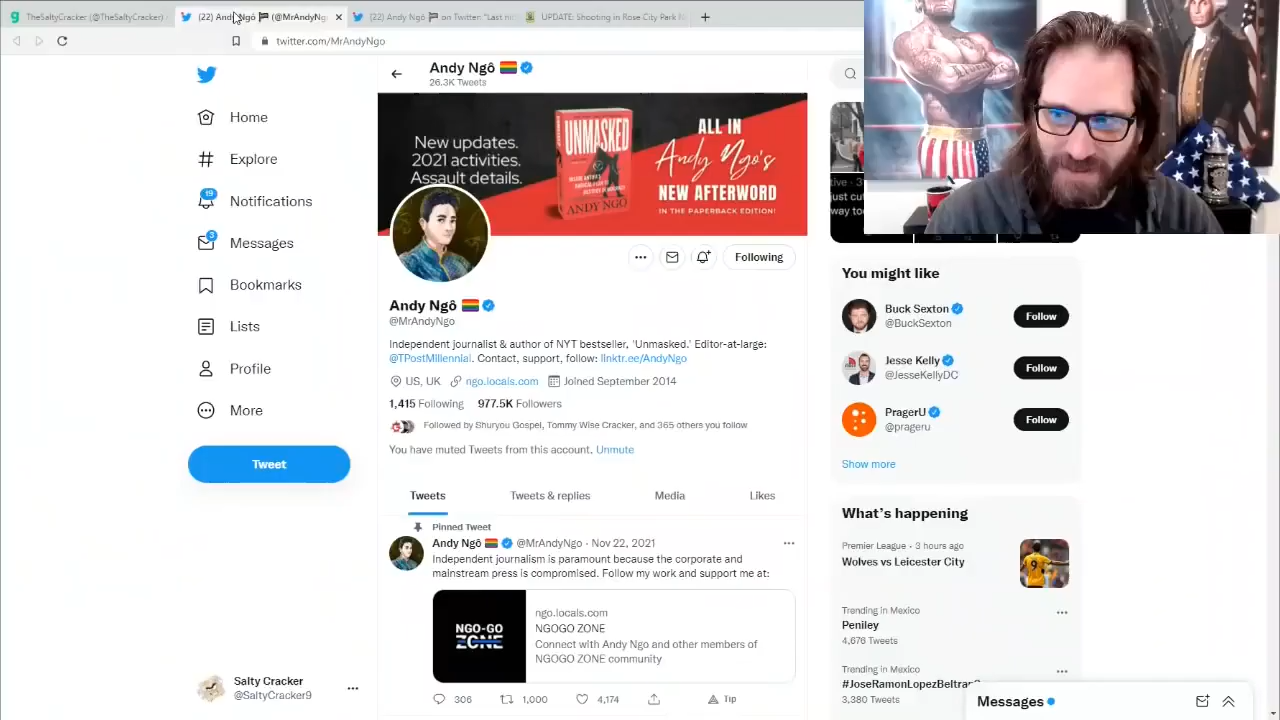 TheSaltyCracker (@TheSaltyCracker)
(22) Andy Ngô (@MrAndyNg
(22) Andy Ngô on Twitter: "Last ni
UPDATE: Shooting in Rose City Park N
twitter.com/MrAndyNgo
Andy Ngô
26.3K Tweets
New updates.
2021 activities.
Assault details.
UNMASKED
ANDY NGO
ALL IN
Andy Ngo's
NEW AFTERWORD
IN THE PAPERBACK EDITION!
Home
Explore
19
Notifications
3
Messages
Bookmarks
Lists
Profile
More
Tweet
Following
Andy Ngô
@MrAndyNgo
Independent journalist & author of NYT bestseller, 'Unmasked.' Editor-at-large:
@TPostMillennial. Contact, support, follow: linktr.ee/AndyNgo
US, UK ngo.locals.com Joined September 2014
1,415 Following 977.5K Followers
Followed by Shuryou Gospel, Tommy Wise Cracker, and 365 others you follow
You have muted Tweets from this account. Unmute
Tweets Tweets & replies Media Likes
Pinned Tweet
Andy Ngô @MrAndyNgo · Nov 22, 2021
Independent journalism is paramount because the corporate and
mainstream press is compromised. Follow my work and support me at:
NGO-GO
ZONE
ngo.locals.com
NGOGO ZONE
Connect with Andy Ngo and other members of
NGOGO ZONE community
306 1,000 4,174 Tip
Salty Cracker
@SaltyCracker9
just cut
way too
You might like
Buck Sexton
@BuckSexton
Follow
Jesse Kelly
@JesseKellyDC
Follow
PragerU
@prageru
Follow
Show more
What's happening
Premier League · 3 hours ago
Wolves vs Leicester City
Trending in Mexico
Peniley
4,676 Tweets
Trending in Mexico
#JoseRamonLopezBeltran
3,380 Tweets
Messages